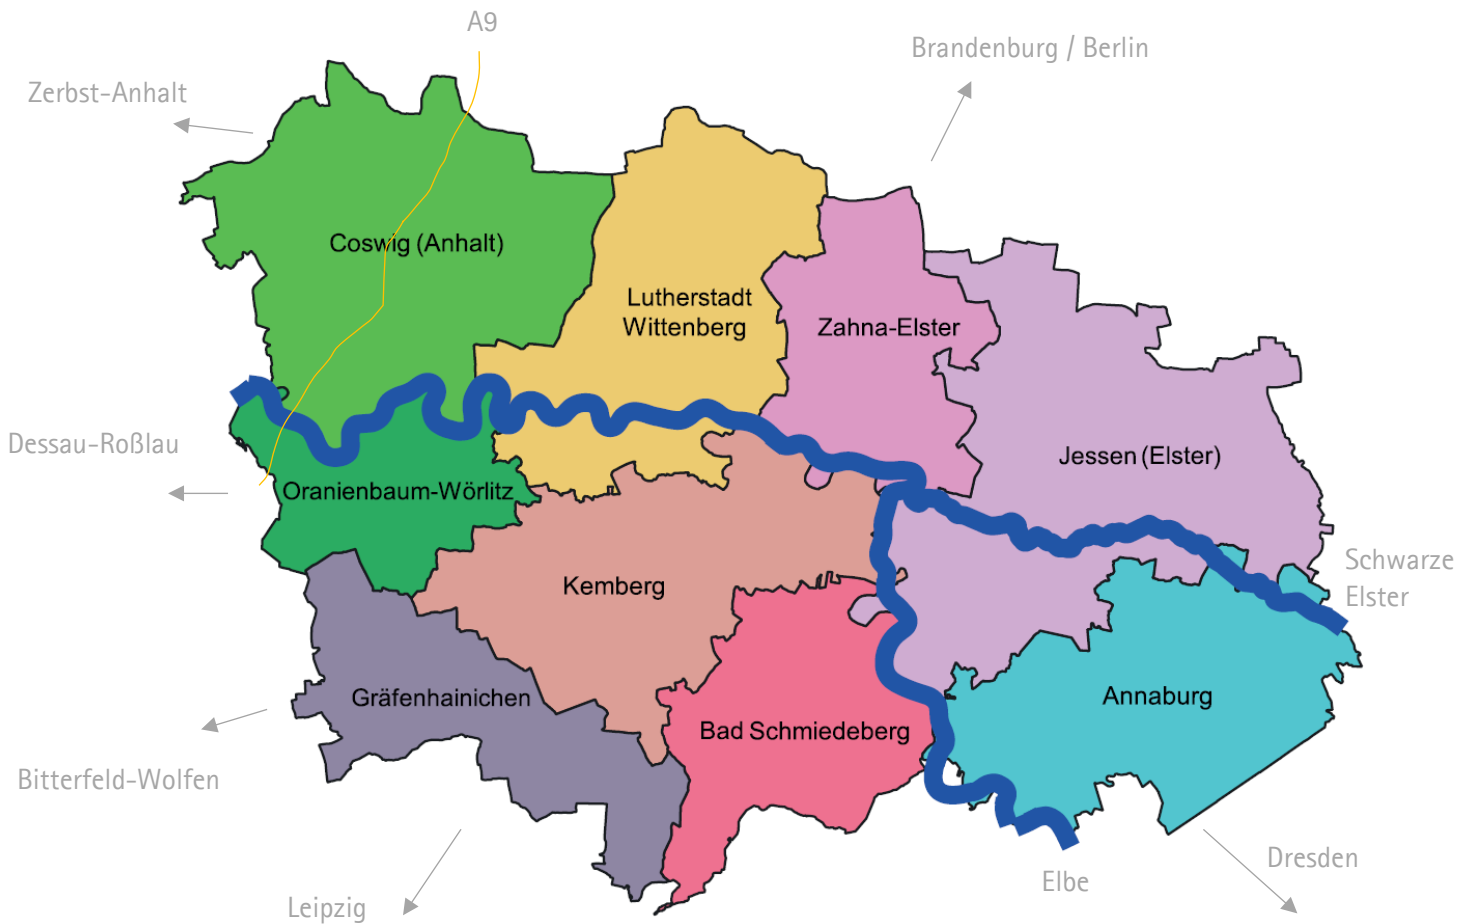 A9
Brandenburg / Berlin
Zerbst-Anhalt
Coswig (Anhalt)
Lutherstadt
Wittenberg
Zahna-Elster
Dessau-Roßlau
Jessen (Elster)
Oranienbaum-Wörlitz
Schwarze
Elster
Kemberg
Gräfenhainichen
Annaburg
Bad Schmiedeberg
Bitterfeld-Wolfen
Dresden
Elbe
Leipzig